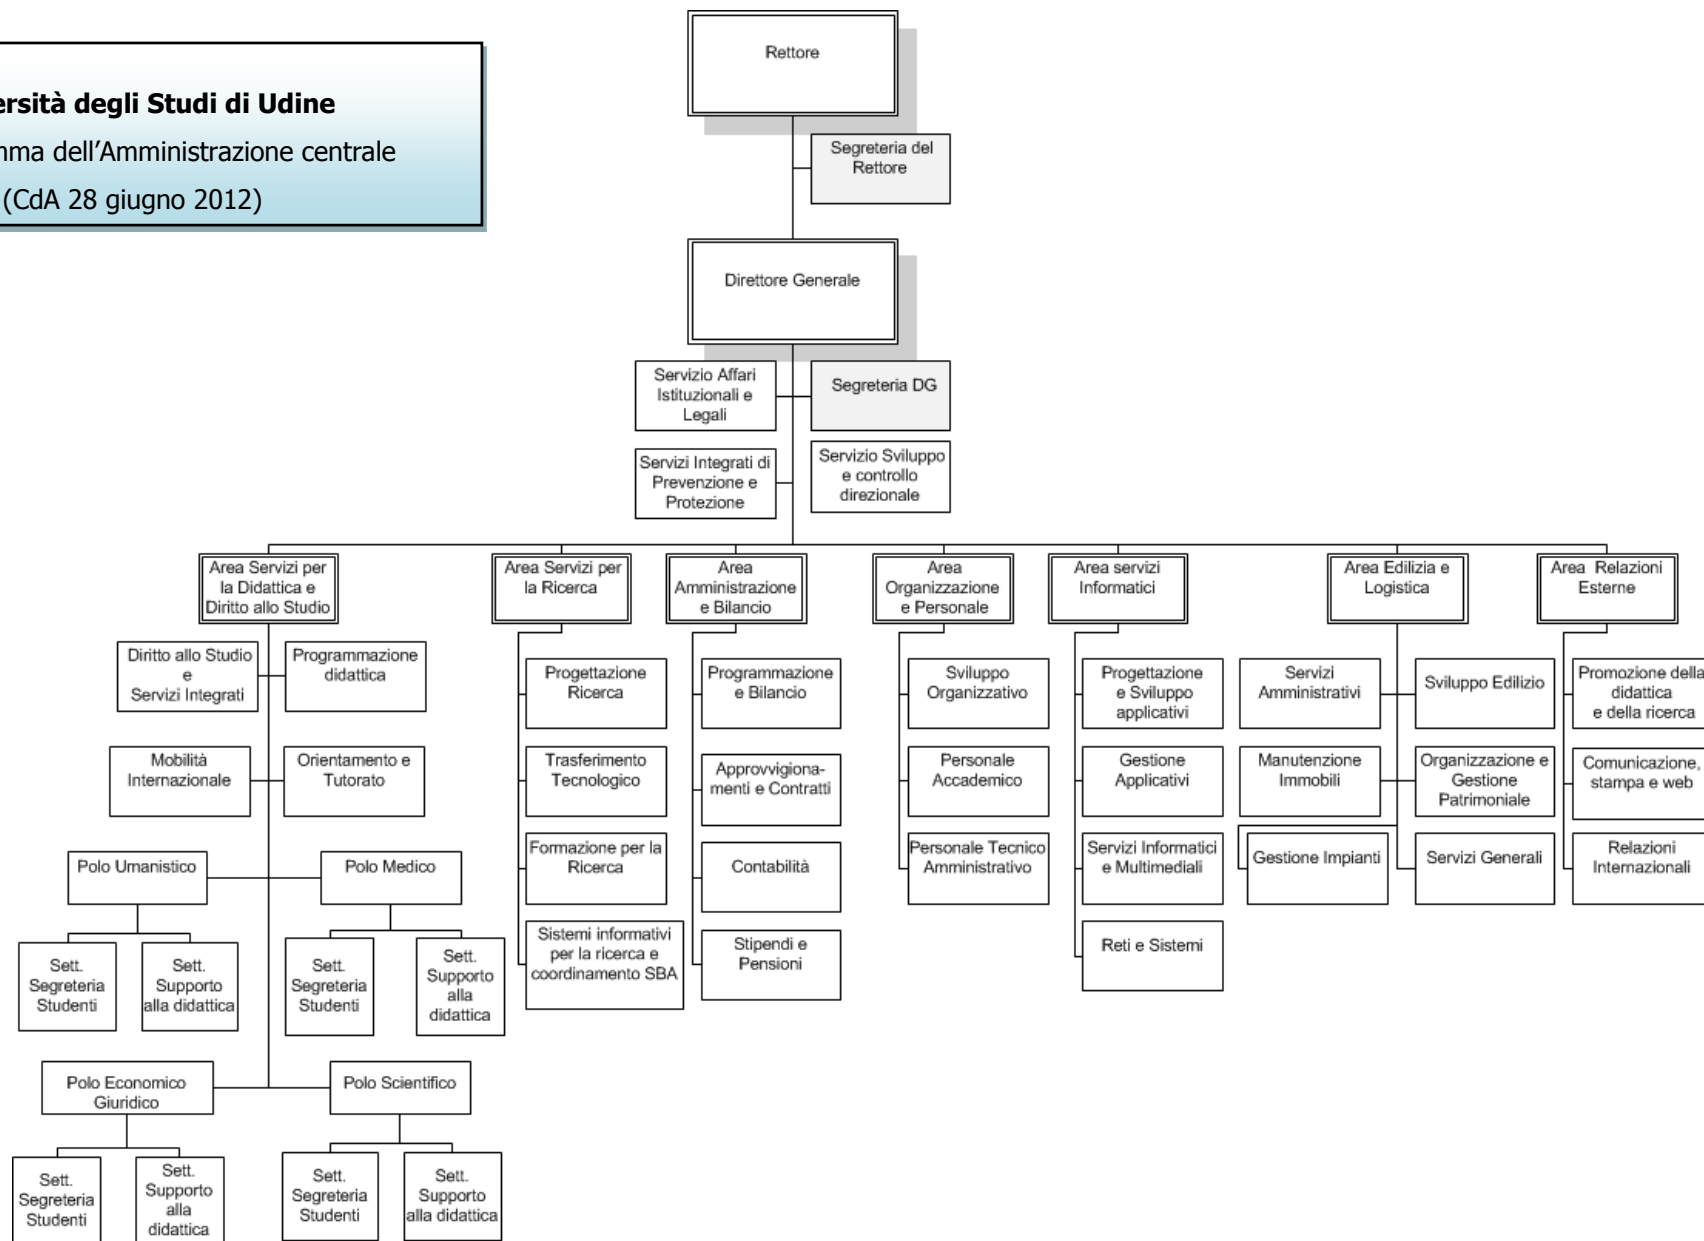 ersità degli Studi di Udine
mma dell'Amministrazione centrale
(CdA 28 giugno 2012)
Rettore
Segreteria del
Rettore
Direttore Generale
Servizio Affari
Istituzionali e
Legali
Segreteria DG
Servizi Integrati di
Prevenzione e
Protezione
Servizio Sviluppo
e controllo
direzionale
Area Servizi per
la Didattica e
Diritto allo Studio
Area Servizi per
la Ricerca
Area
Amministrazione
e Bilancio
Area
Organizzazione
e Personale
Area servizi
Informatici
Area Edilizia e
Logistica
Area Relazioni
Esterne
Diritto allo Studio
e
Servizi Integrati
Programmazione
didattica
Mobilità
Internazionale
Orientamento e
Tutorato
Polo Umanistico
Polo Medico
Sett.
Segreteria
Studenti
Sett.
Supporto
alla didattica
Sett.
Segreteria
Studenti
Sett.
Supporto
alla
didattica
Polo Economico
Giuridico
Polo Scientifico
Sett.
Segreteria
Studenti
Sett.
Supporto
alla
didattica
Sett.
Segreteria
Studenti
Sett.
Supporto
alla didattica
Progettazione
Ricerca
Trasferimento
Tecnologico
Formazione per la
Ricerca
Sistemi informativi
per la ricerca e
coordinamento SBA
Programmazione
e Bilancio
Approvvigiona-
menti e Contratti
Contabilità
Stipendi e
Pensioni
Sviluppo
Organizzativo
Personale
Accademico
Personale Tecnico
Amministrativo
Progettazione
e Sviluppo
applicativi
Gestione
Applicativi
Servizi Informatici
e Multimediali
Reti e Sistemi
Servizi
Amministrativi
Sviluppo Edilizio
Manutenzione
Immobili
Organizzazione e
Gestione
Patrimoniale
Gestione Impianti
Servizi Generali
Promozione della
didattica
e della ricerca
Comunicazione,
stampa e web
Relazioni
Internazionali